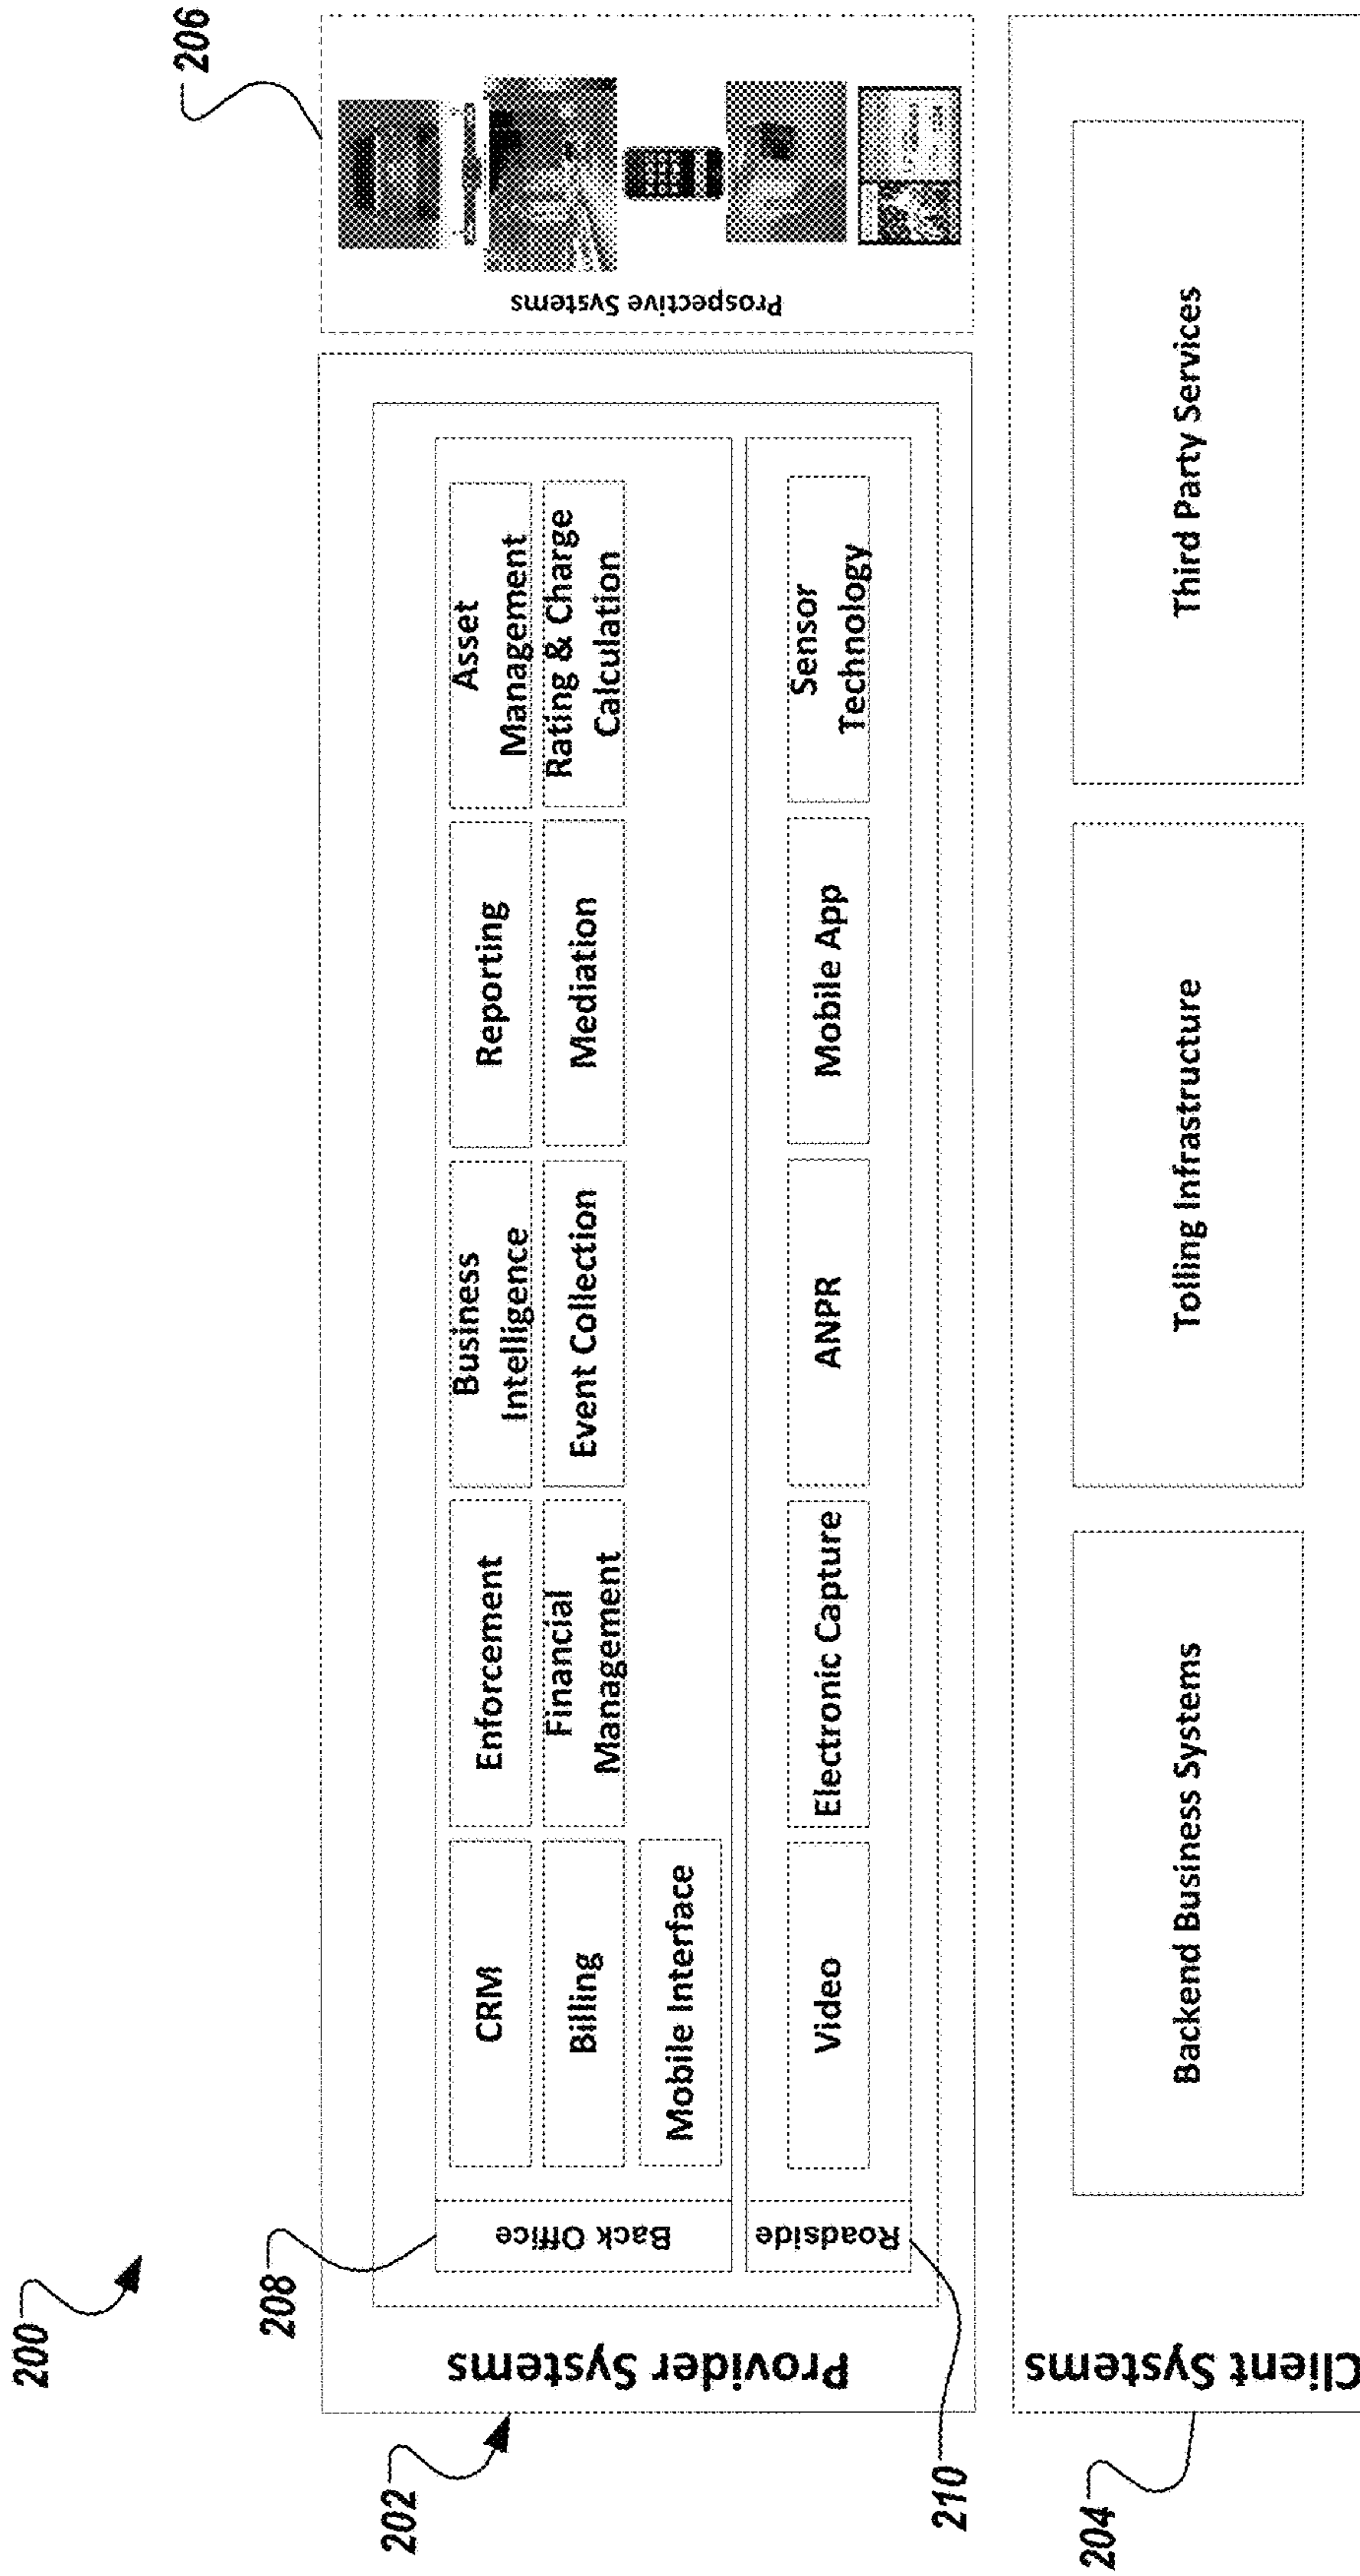 200
206
202
208
Provider Systems
Back Office
CRM
Enforcement
Business
Intelligence
Reporting
Asset
Management
Billing
Financial
Management
Event Collection
Mediation
Rating & Charge
Calculation
Mobile Interface
Roadside
Video
Electronic Capture
ANPR
Mobile App
Sensor
Technology
210
Prospective Systems
204
Client Systems
Backend Business Systems
Tolling Infrastructure
Third Party Services